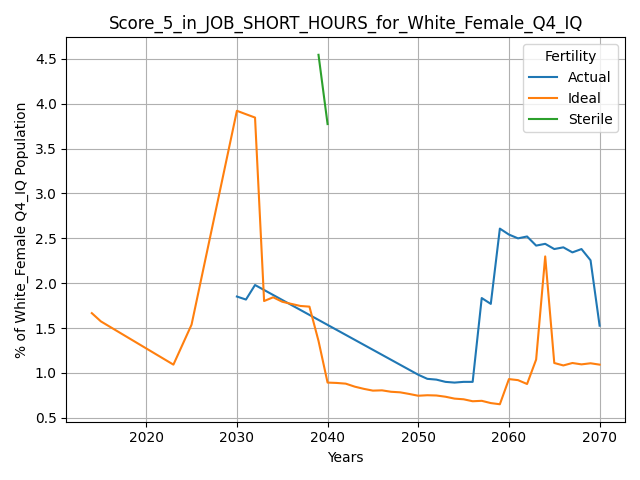 Score_5_in_JOB_SHORT_HOURS_for_White_Female_Q4_IQ
Fertility
Actual
Ideal
Sterile
% of White_Female Q4_IQ Population
4.5
4.0
3.5
3.0
2.5
2.0
1.5
1.0
0.5
2020
2030
2040
2050
2060
2070
Years